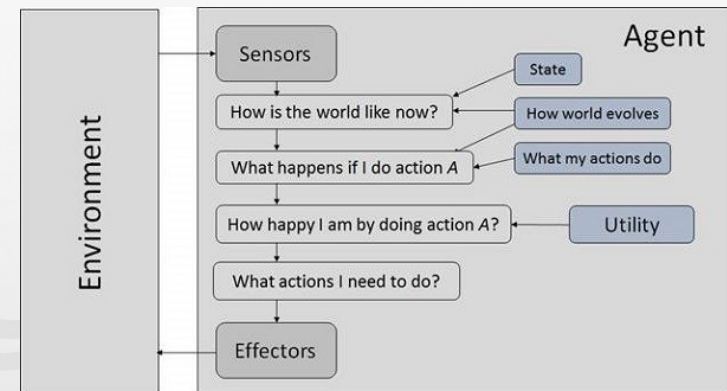 Agent
Environment
Sensors
State
How is the world like now?
How world evolves
What happens if I do action A
What my actions do
How happy I am by doing action A?
Utility
What actions I need to do?
Effectors